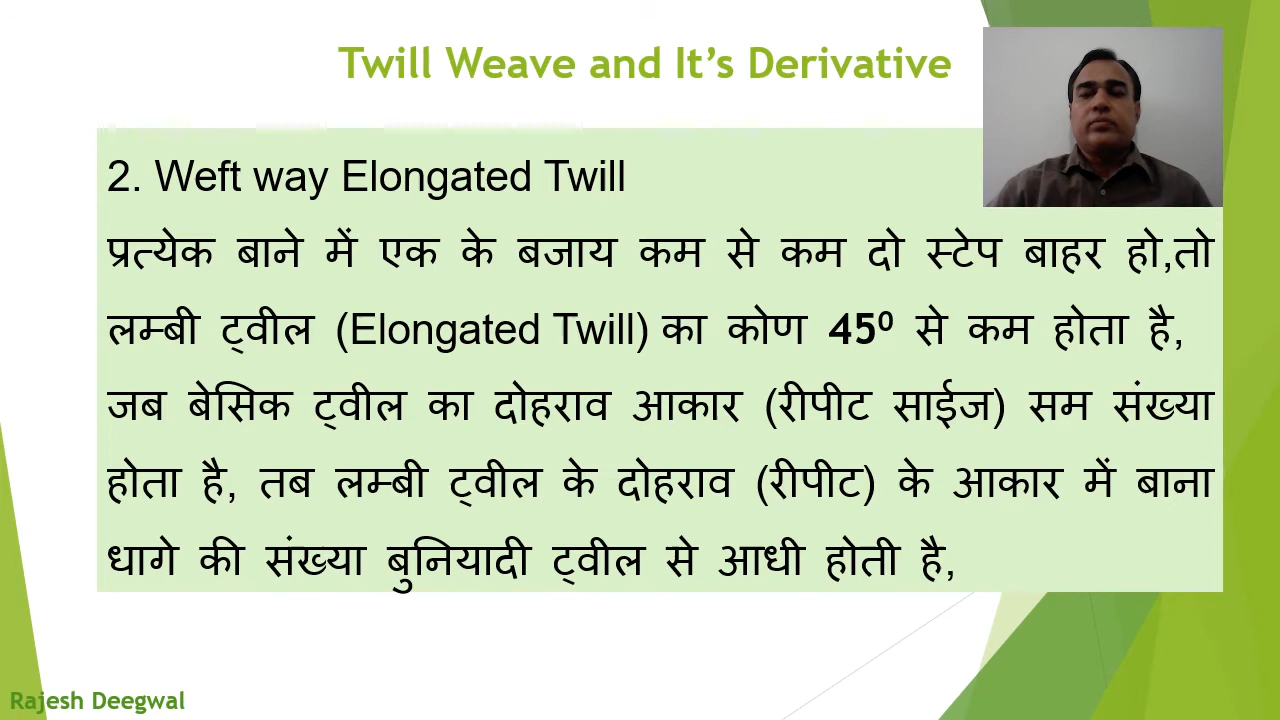 Twill Weave and It’s Derivative
2. Weft way Elongated Twill
प्रत्येक बाने में एक के बजाय कम से कम दो स्टेप बाहर हो,तो
लम्बी ट्वील (Elongated Twill) का कोण 45⁰ से कम होता है,
जब बेसिक ट्वील का दोहराव आकार (रीपीट साईज) सम संख्या
होता है, तब लम्बी ट्वील के दोहराव (रीपीट) के आकार में बाना
धागे की संख्या बुनियादी ट्वील से आधी होती है,
Rajesh Deegwal